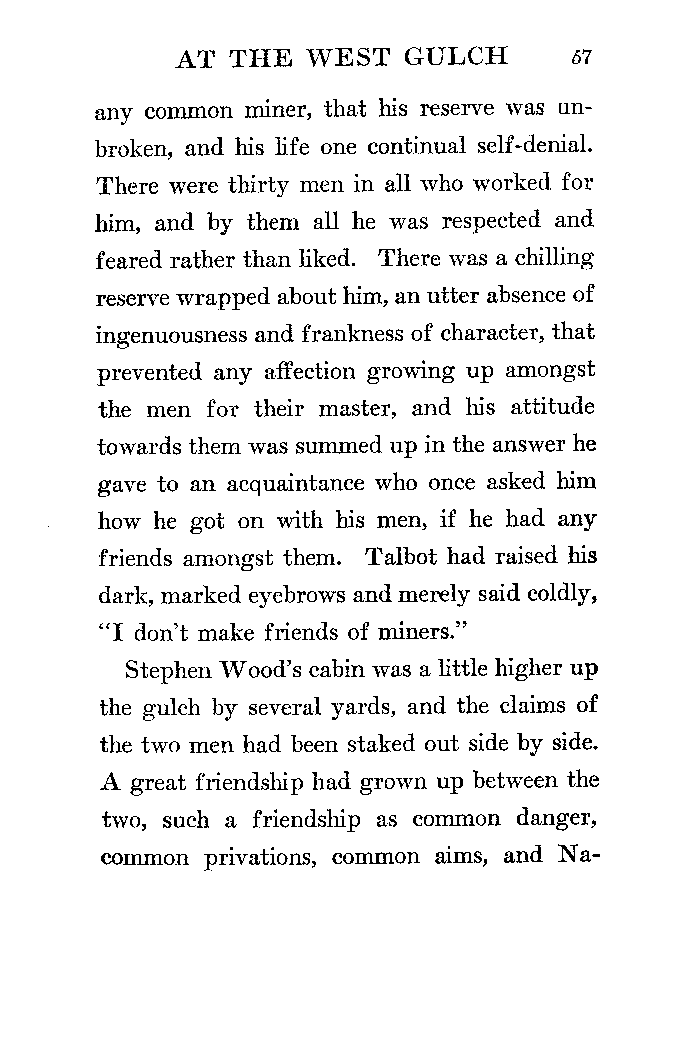 AT THE WEST GULCH 57
any common miner, that his reserve was un-
broken, and his life one continual self-denial.
There were thirty men in all who worked for
him, and by them all he was respected and
feared rather than liked. There was a chilling
reserve wrapped about him, an utter absence of
ingenuousness and frankness of character, that
prevented any affection growing up amongst
the men for their master, and his attitude
towards them was summed up in the answer he
gave to an acquaintance who once asked him
how he got on with his men, if he had any
friends amongst them. Talbot had raised his
dark, marked eyebrows and merely said coldly,
“I don’t make friends of miners.”
Stephen Wood’s cabin was a little higher up
the gulch by several yards, and the claims of
the two men had been staked out side by side.
A great friendship had grown up between the
two, such a friendship as common danger,
common privations, common aims, and Na-